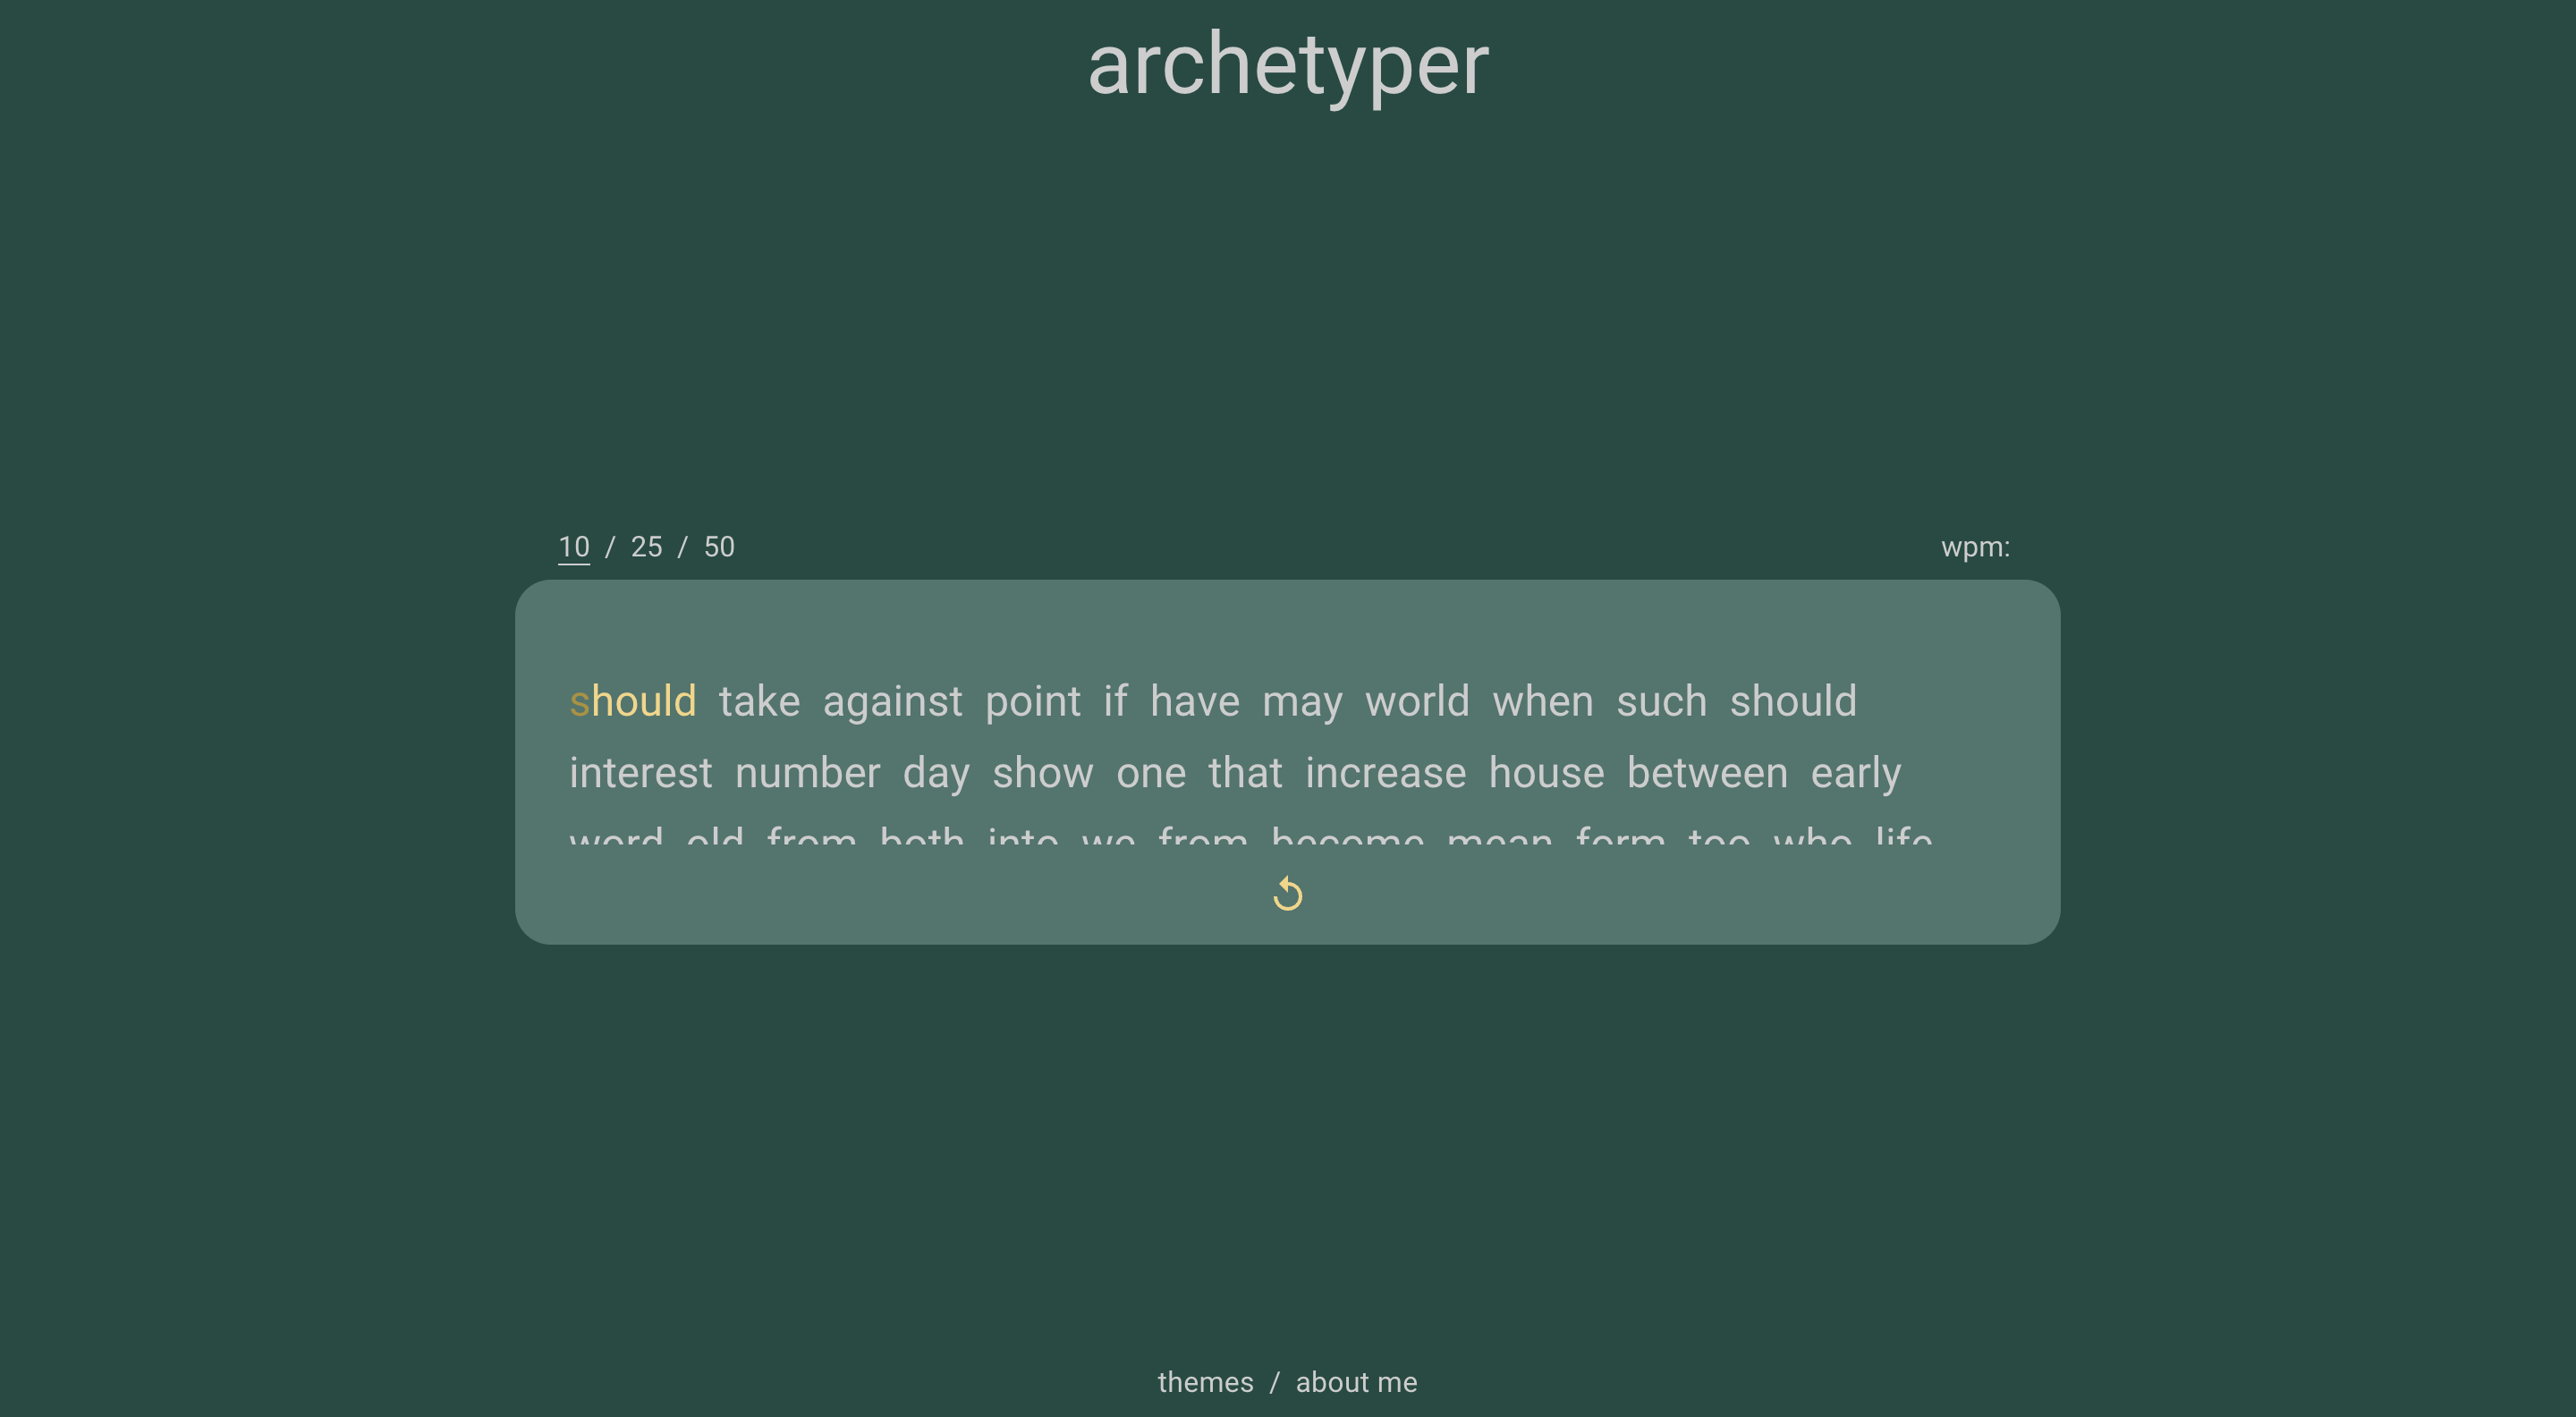 archetyper
10 / 25 / 50
wpm:
should take against point if have may world when such should
interest number day show one that increase house between early
word old from both into we from become mean form too who life
themes / about me